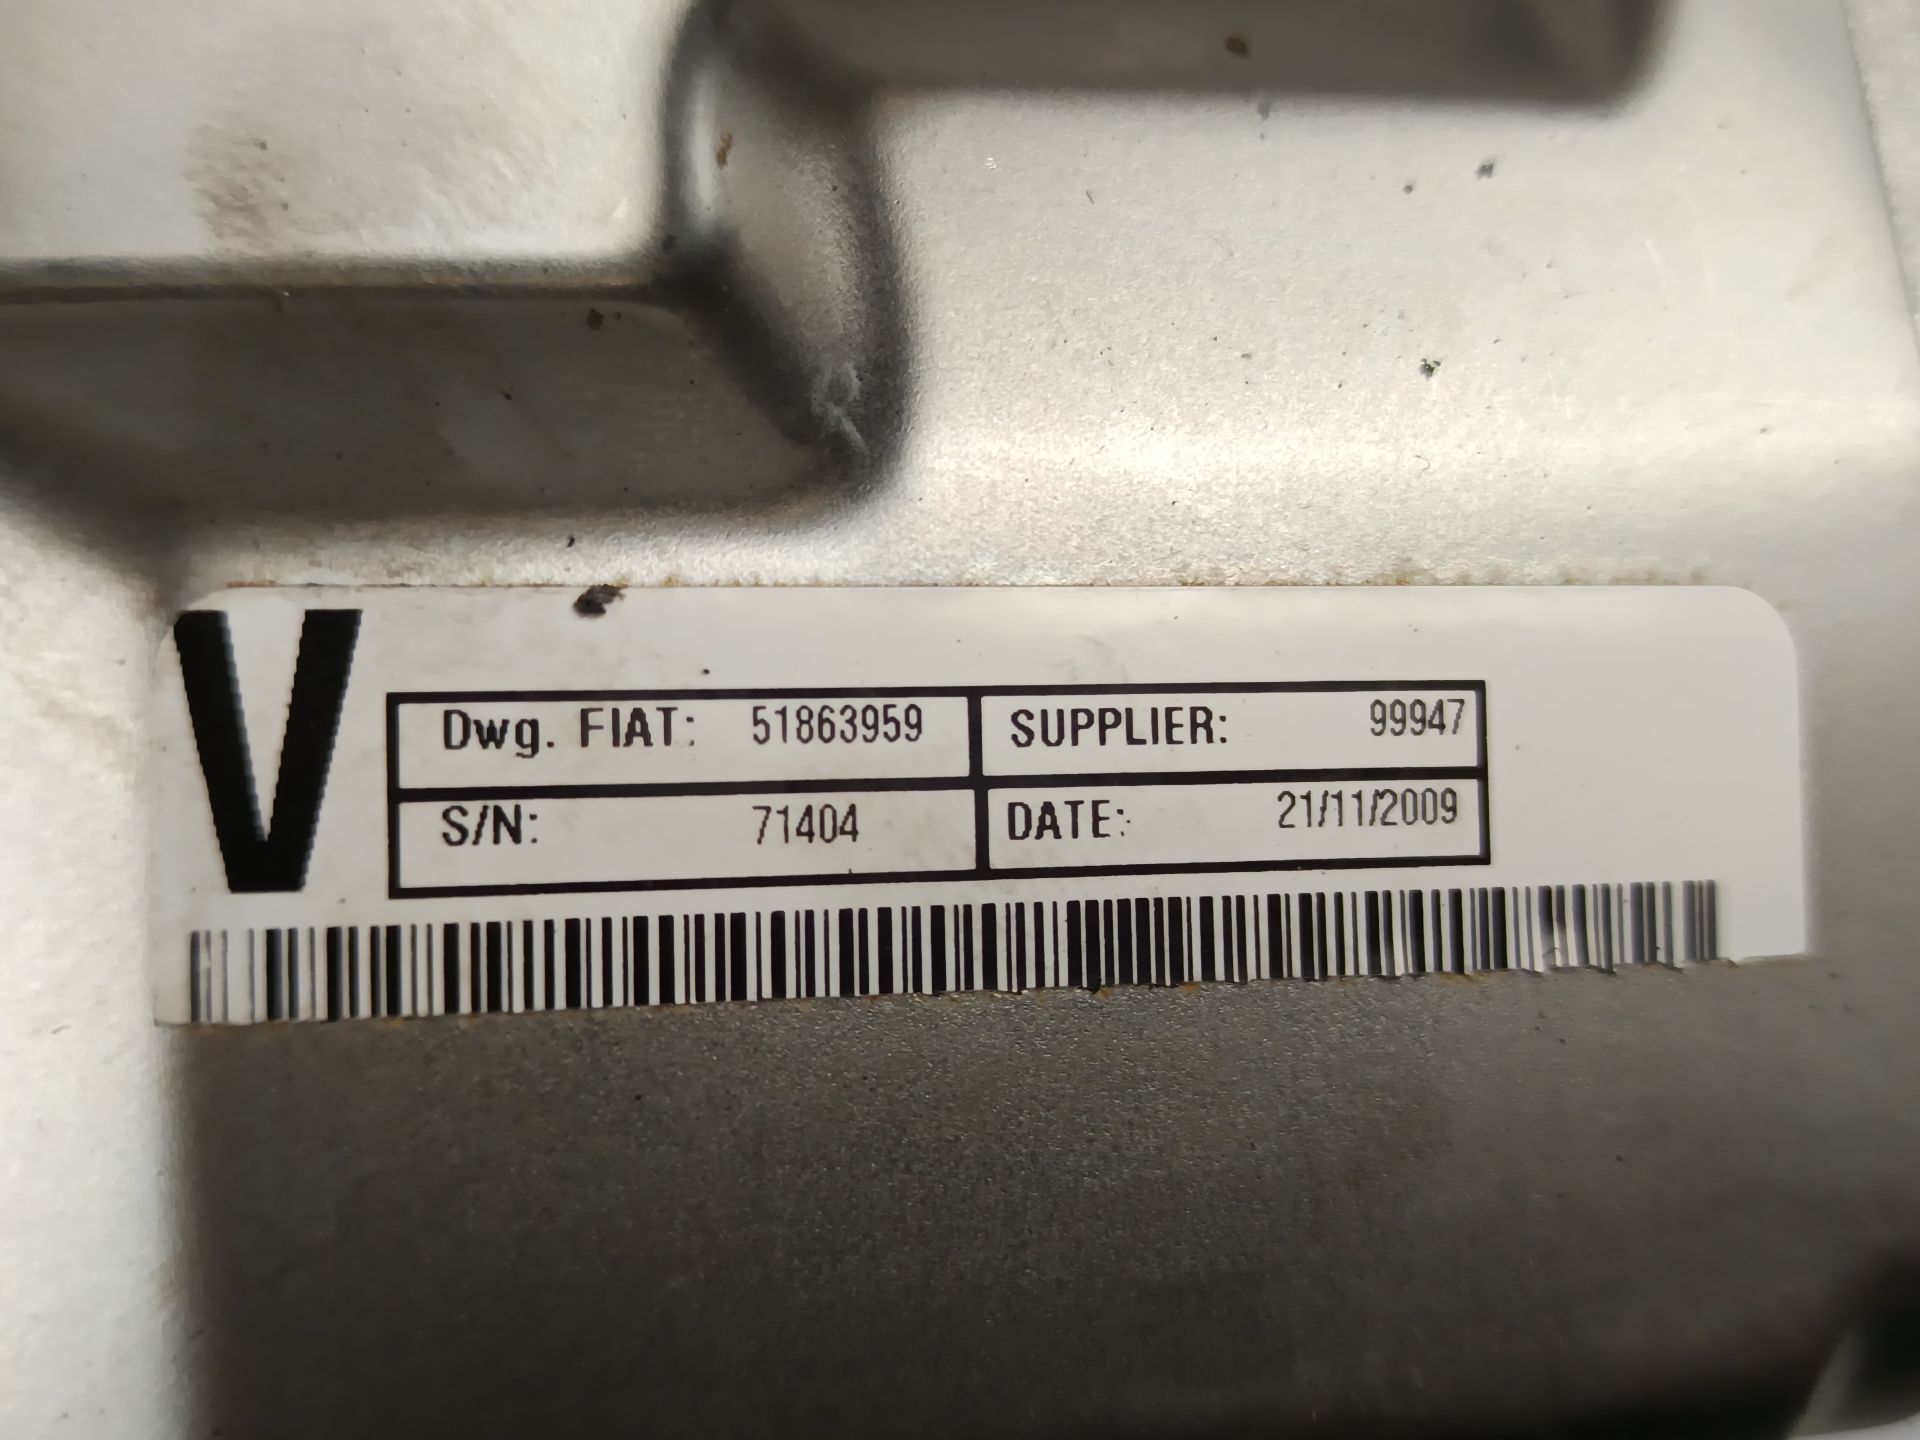 V
Dwg. FIAT: 51863959 SUPPLIER: 99947
S/N: 71404 DATE: 21/11/2009